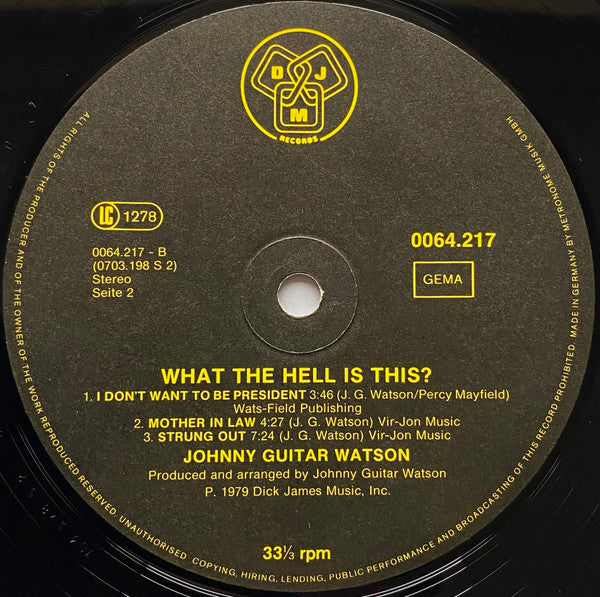 D J
M
RECORDS
ALL RIGHTS OF THE PRODUCER AND OF THE OWNER OF THE WORK REPRODUCED RESERVED. UNAUTHORISED COPYING, HIRING, LENDING, PUBLIC PERFORMANCE AND BROADCASTING OF THIS RECORD PROHIBITED. MADE IN GERMANY BY METRONOME MUSIK GMBH
LC 1278
0064.217
0064.217 - B
(0703.198 S 2)
Stereo
Seite 2
GEMA
WHAT THE HELL IS THIS?
1. I DON'T WANT TO BE PRESIDENT 3:46 (J. G. Watson/Percy Mayfield)
Wats-Field Publishing
2. MOTHER IN LAW 4:27 (J. G. Watson) Vir-Jon Music
3. STRUNG OUT 7:24 (J. G. Watson) Vir-Jon Music
JOHNNY GUITAR WATSON
Produced and arranged by Johnny Guitar Watson
P. 1979 Dick James Music, Inc.
33⅓ rpm